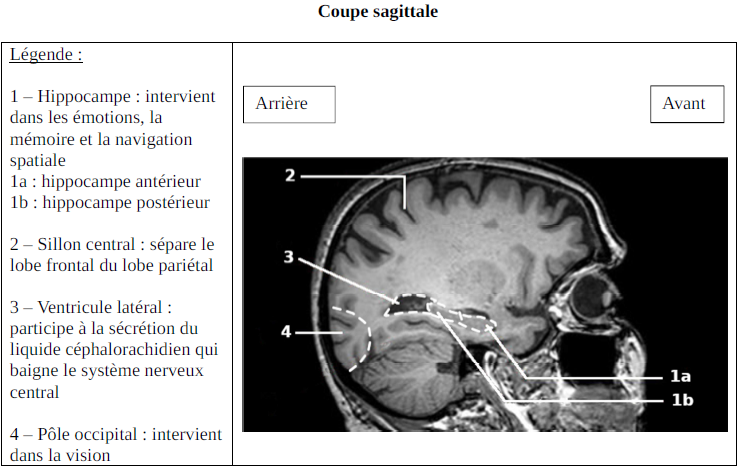 Coupe sagittale
Légende :
1 – Hippocampe : intervient
dans les émotions, la
mémoire et la navigation
spatiale
1a : hippocampe antérieur
1b : hippocampe postérieur
2 – Sillon central : sépare le
lobe frontal du lobe pariétal
3 – Ventricule latéral :
participe à la sécrétion du
liquide céphalorachidien qui
baigne le système nerveux
central
4 – Pôle occipital : intervient
dans la vision
Arrière
Avant
2
3
4
1a
1b